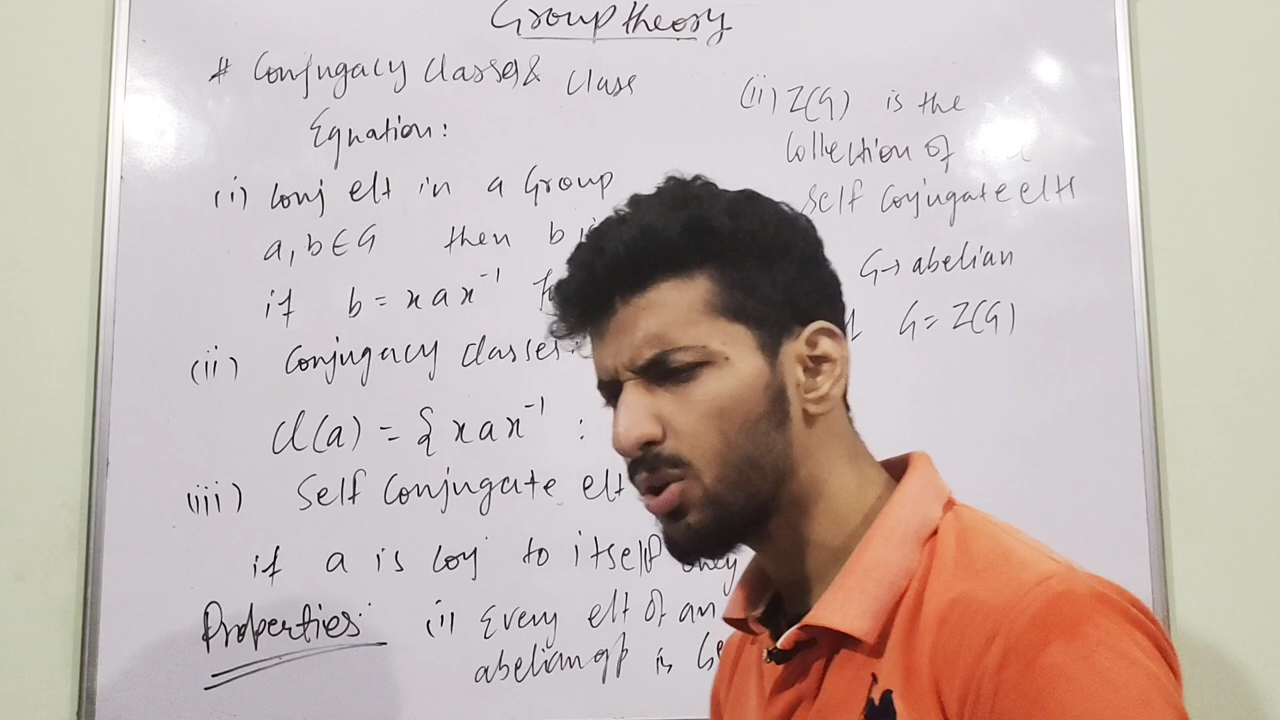 Group theory
# Conjugacy classes & class
Equation:
(i) Conj elt in a Group
a, b ∈ G then b
if b = x a x⁻¹
(ii) Conjugacy classes:
Cl(a) = { x a x⁻¹ :
(iii) Self Conjugate elt
if a is conj to itself only
Properties: (i) Every elt of an
abelian gp is
(ii) Z(G) is the
Collection of
self conjugate elts
G → abelian
G = Z(G)